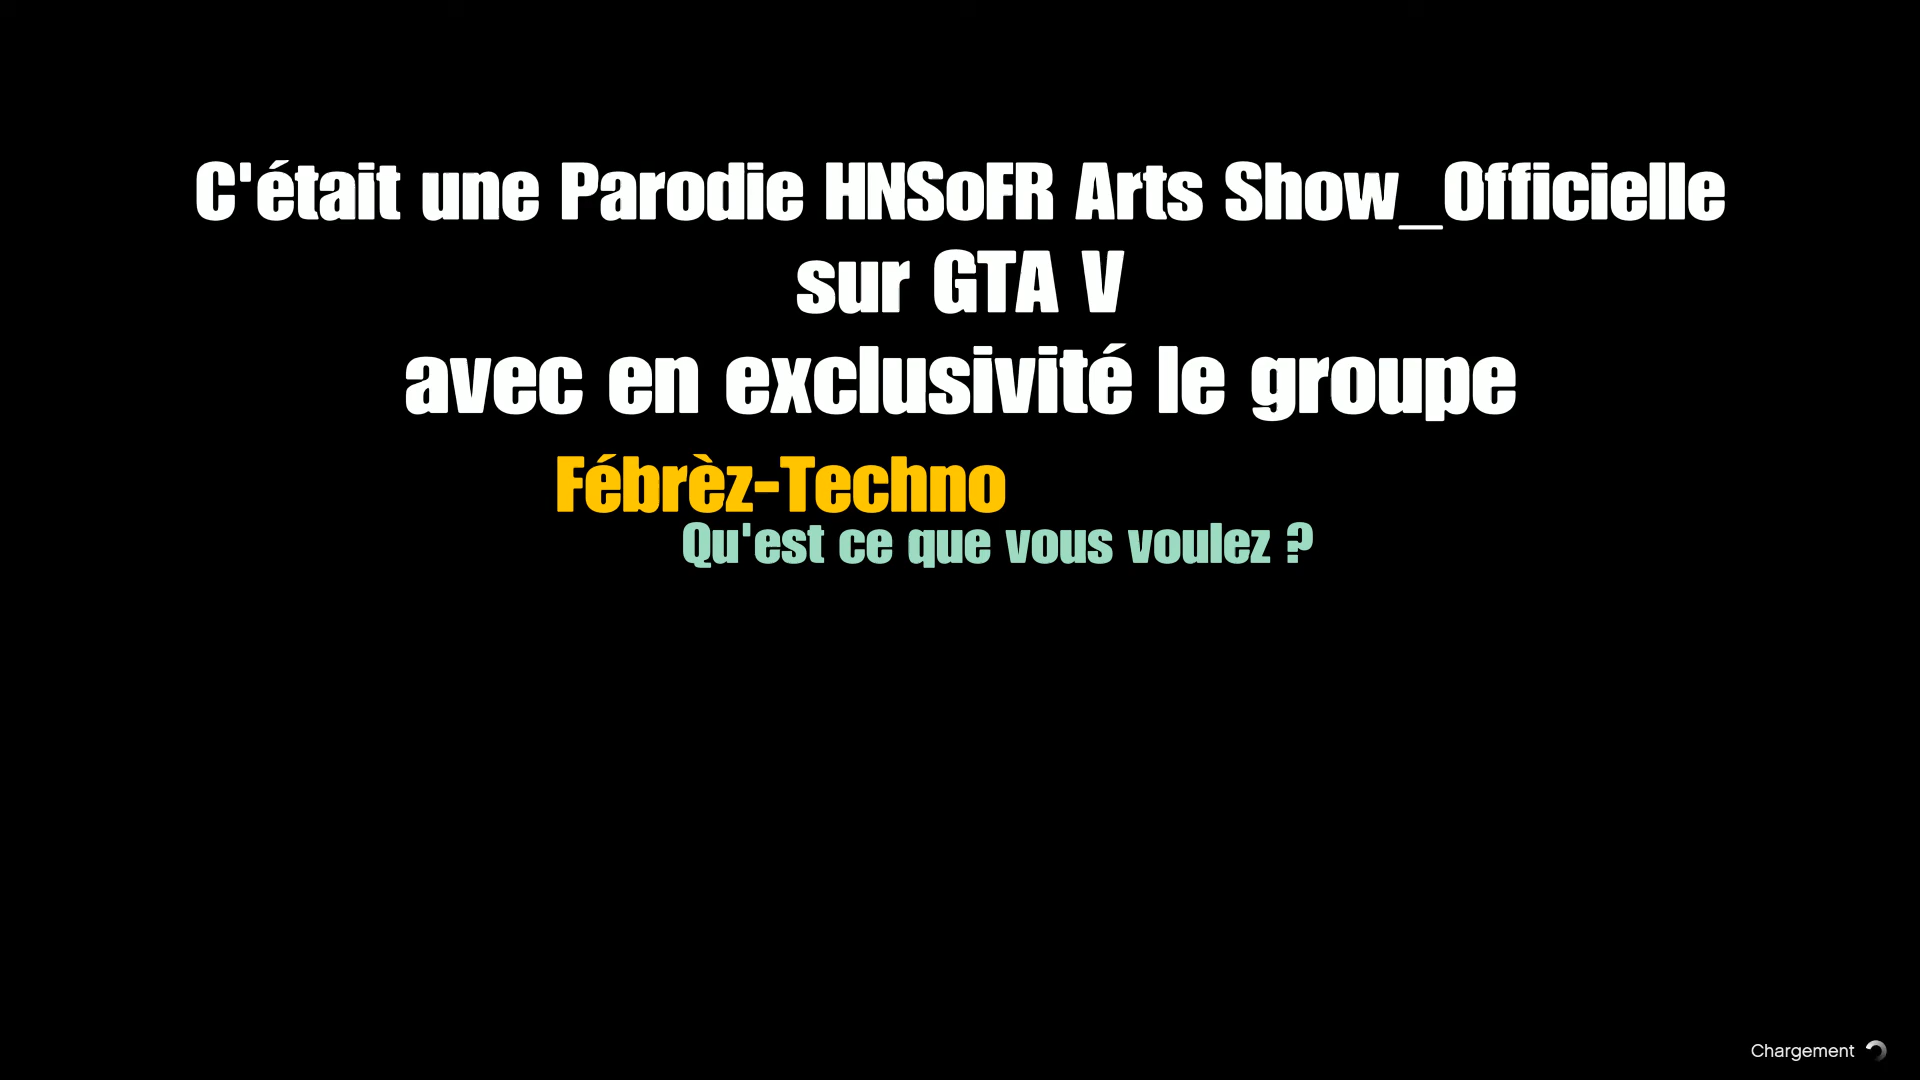 C'était une Parodie HNSoFR Arts Show_Officielle
sur GTA V
avec en exclusivité le groupe
Fébrèz-Techno
Qu'est ce que vous voulez ?
Chargement